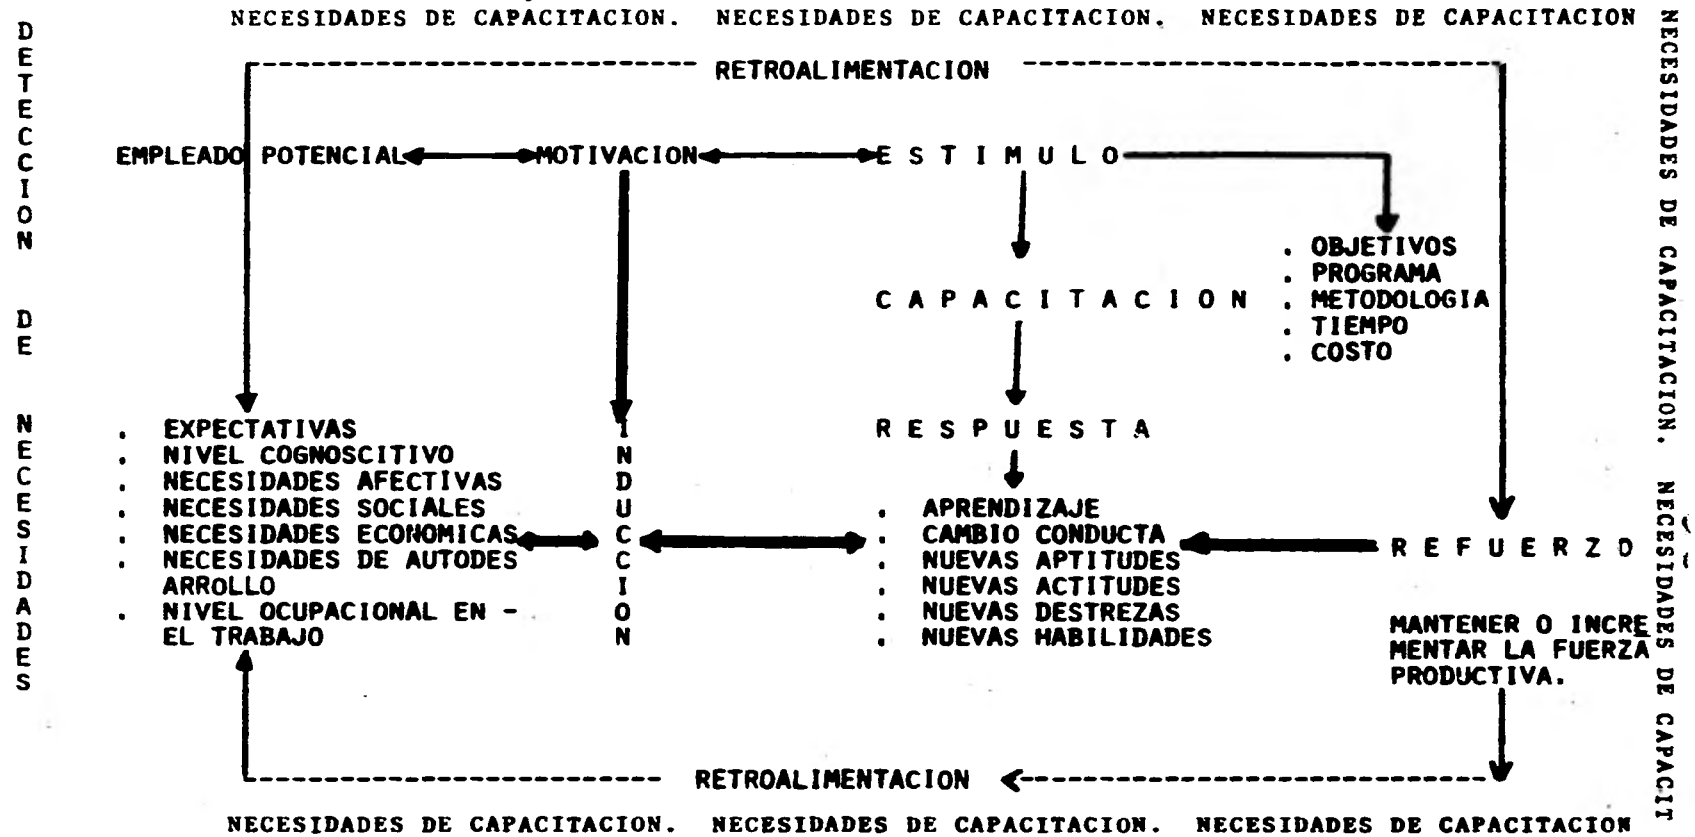 NECESIDADES DE CAPACITACION. NECESIDADES DE CAPACITACION. NECESIDADES DE CAPACITACION
DETECCION DE NECESIDADES
RETROALIMENTACION
EMPLEADO POTENCIAL MOTIVACION ESTIMULO
. OBJETIVOS
. PROGRAMA
. METODOLOGIA
. TIEMPO
. COSTO
CAPACITACION
RESPUESTA
. EXPECTATIVAS
. NIVEL COGNOSCITIVO
. NECESIDADES AFECTIVAS
. NECESIDADES SOCIALES
. NECESIDADES ECONOMICAS
. NECESIDADES DE AUTODES
ARROLLO
. NIVEL OCUPACIONAL EN -
EL TRABAJO
INDUCCION
. APRENDIZAJE
. CAMBIO CONDUCTA
. NUEVAS APTITUDES
. NUEVAS ACTITUDES
. NUEVAS DESTREZAS
. NUEVAS HABILIDADES
REFUERZO
MANTENER O INCRE
MENTAR LA FUERZA
PRODUCTIVA.
RETROALIMENTACION
NECESIDADES DE CAPACITACION. NECESIDADES DE CAPACIT
NECESIDADES DE CAPACITACION. NECESIDADES DE CAPACITACION. NECESIDADES DE CAPACITACION